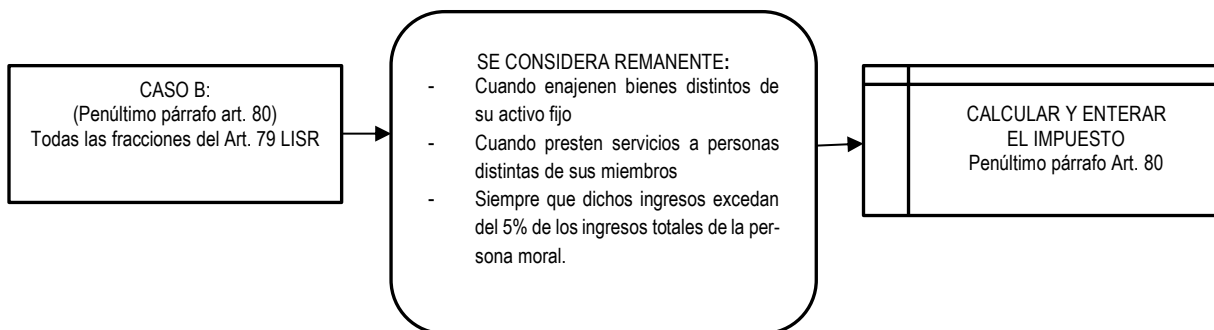 CASO B:
(Penúltimo párrafo art. 80)
Todas las fracciones del Art. 79 LISR
SE CONSIDERA REMANENTE:
- Cuando enajenen bienes distintos de
su activo fijo
- Cuando presten servicios a personas
distintas de sus miembros
- Siempre que dichos ingresos excedan
del 5% de los ingresos totales de la per-
sona moral.
CALCULAR Y ENTERAR
EL IMPUESTO
Penúltimo párrafo Art. 80